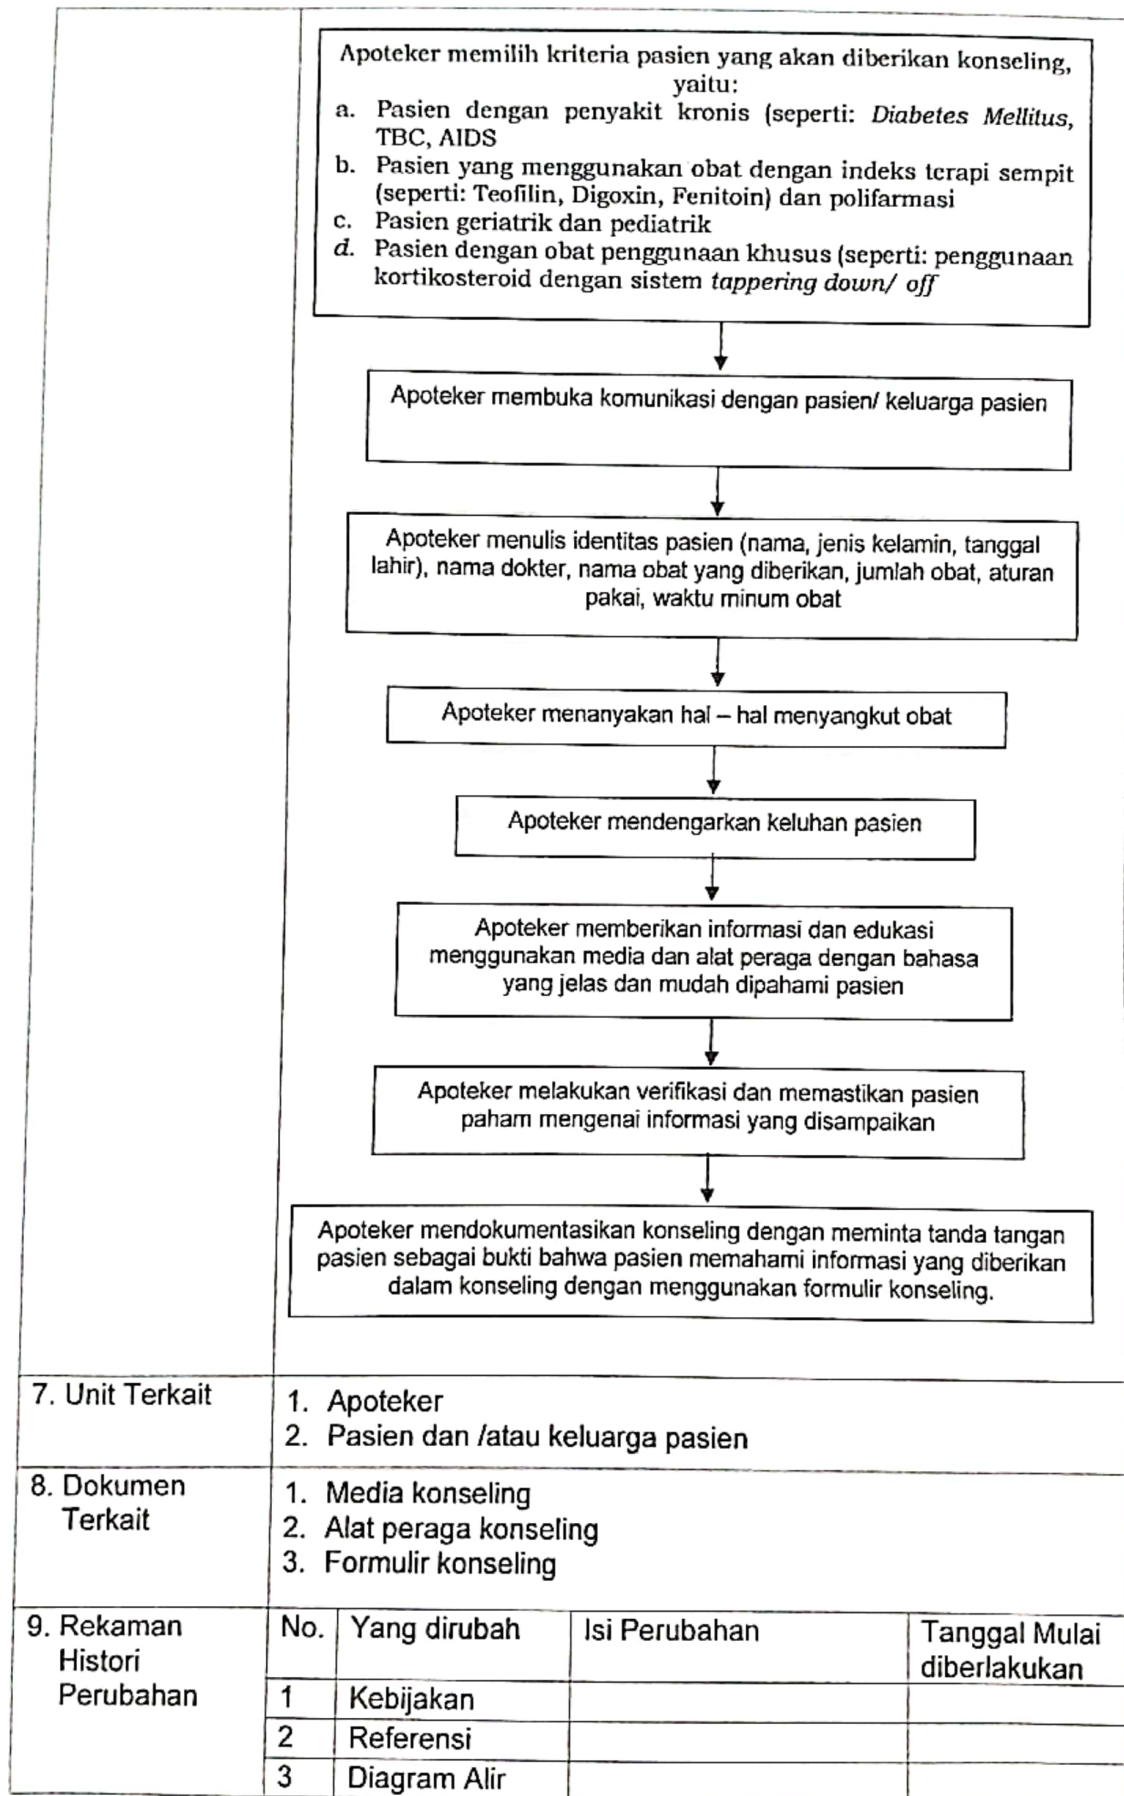 Apoteker memilih kriteria pasien yang akan diberikan konseling,
yaitu:
a. Pasien dengan penyakit kronis (seperti: Diabetes Mellitus,
TBC, AIDS
b. Pasien yang menggunakan obat dengan indeks terapi sempit
(seperti: Teofilin, Digoxin, Fenitoin) dan polifarmasi
c. Pasien geriatrik dan pediatrik
d. Pasien dengan obat penggunaan khusus (seperti: penggunaan
kortikosteroid dengan sistem tappering down/ off
Apoteker membuka komunikasi dengan pasien/ keluarga pasien
Apoteker menulis identitas pasien (nama, jenis kelamin, tanggal
lahir), nama dokter, nama obat yang diberikan, jumlah obat, aturan
pakai, waktu minum obat
Apoteker menanyakan hal – hal menyangkut obat
Apoteker mendengarkan keluhan pasien
Apoteker memberikan informasi dan edukasi
menggunakan media dan alat peraga dengan bahasa
yang jelas dan mudah dipahami pasien
Apoteker melakukan verifikasi dan memastikan pasien
paham mengenai informasi yang disampaikan
Apoteker mendokumentasikan konseling dengan meminta tanda tangan
pasien sebagai bukti bahwa pasien memahami informasi yang diberikan
dalam konseling dengan menggunakan formulir konseling.
7. Unit Terkait
1. Apoteker
2. Pasien dan /atau keluarga pasien
8. Dokumen
Terkait
1. Media konseling
2. Alat peraga konseling
3. Formulir konseling
9. Rekaman
Histori
Perubahan
No. Yang dirubah Isi Perubahan Tanggal Mulai
diberlakukan
1 Kebijakan
2 Referensi
3 Diagram Alir